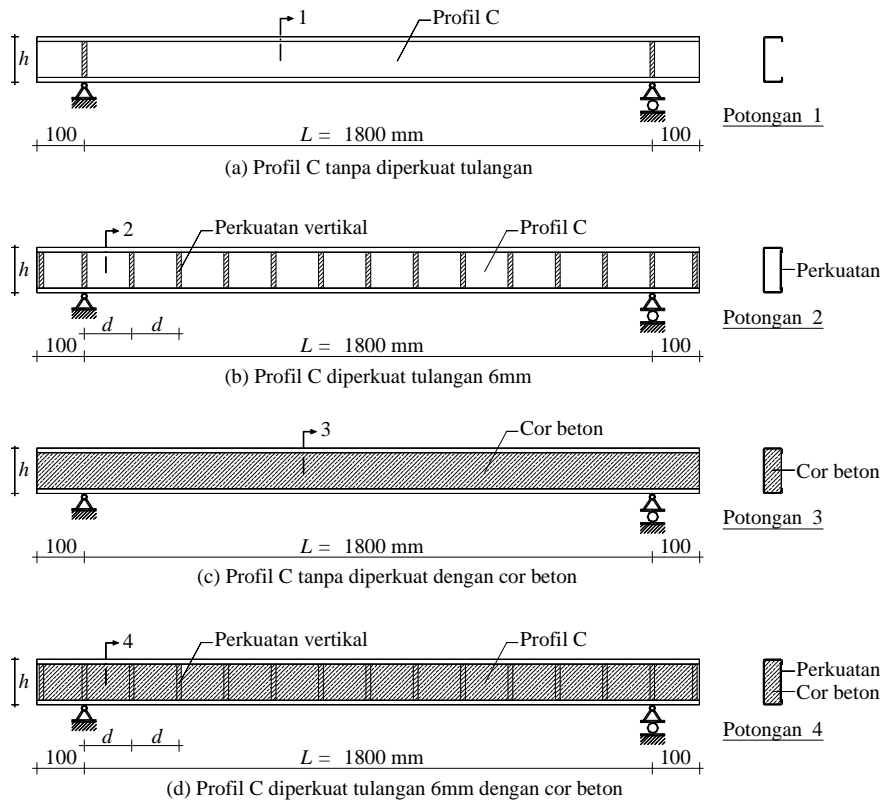 1
Profil C
h
100
L = 1800 mm
100
Potongan 1
(a) Profil C tanpa diperkuat tulangan
2
Perkuatan vertikal
Profil C
h
Perkuatan
d
d
Potongan 2
100
L = 1800 mm
100
(b) Profil C diperkuat tulangan 6mm
3
Cor beton
h
Cor beton
Potongan 3
100
L = 1800 mm
100
(c) Profil C tanpa diperkuat dengan cor beton
4
Perkuatan vertikal
Profil C
h
Perkuatan
Cor beton
d
d
Potongan 4
100
L = 1800 mm
100
(d) Profil C diperkuat tulangan 6mm dengan cor beton